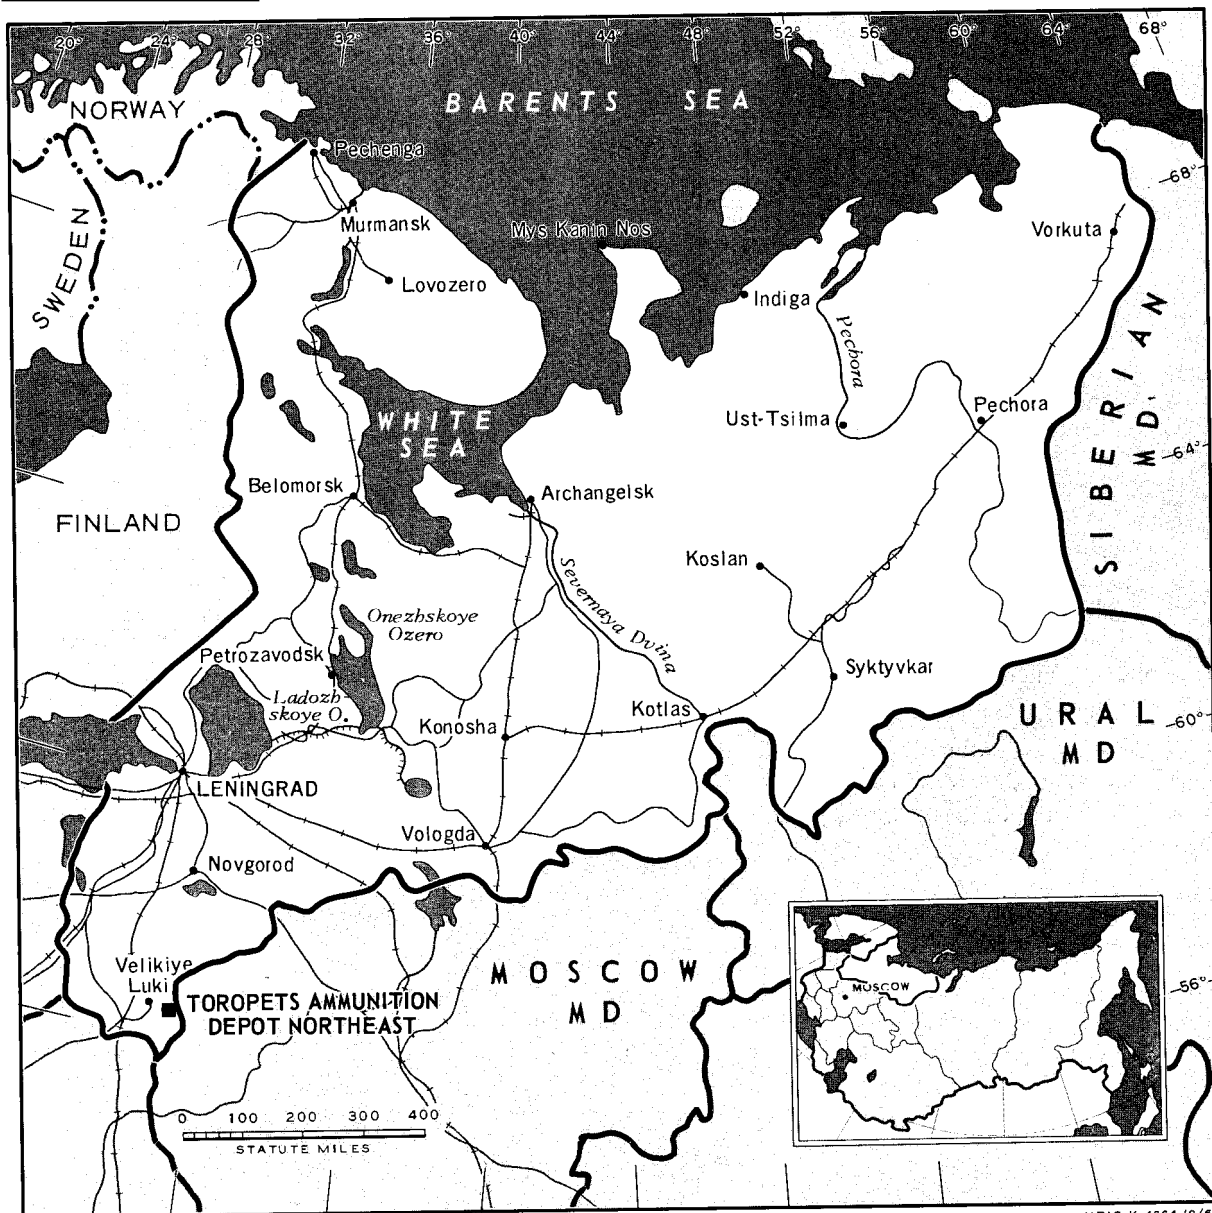 20° 24° 28° 32° 36° 40° 44° 48° 52° 56° 60° 64° 68°
BARENTS SEA
NORWAY
Pechenga
68°
SWEDEN
Murmansk
Mys Kanin Nos
Vorkuta
Lovozero
Indiga
Pechora
SIBERIAN
MD.
WHITE
SEA
Ust-Tsilma
Pechora
64°
Belomorsk
Archangelsk
FINLAND
Koslan
Severnaya Dvina
Onezhskoye
Ozero
Petrozavodsk
Syktyvkar
Ladozh-
skoye O.
Konosha
Kotlas
URAL
MD
60°
LENINGRAD
Vologda
Novgorod
Velikiye
Luki
MOSCOW
MD
MOSCOW
56°
TOROPETS AMMUNITION
DEPOT NORTHEAST
0 100 200 300 400
STATUTE MILES